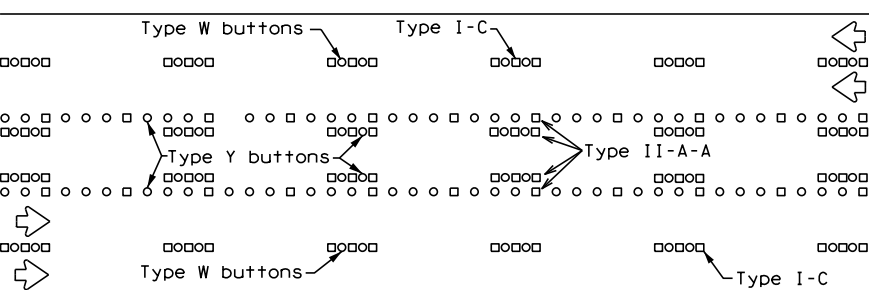 Type W buttons
Type I-C
Type Y buttons
Type II-A-A
Type W buttons
Type I-C